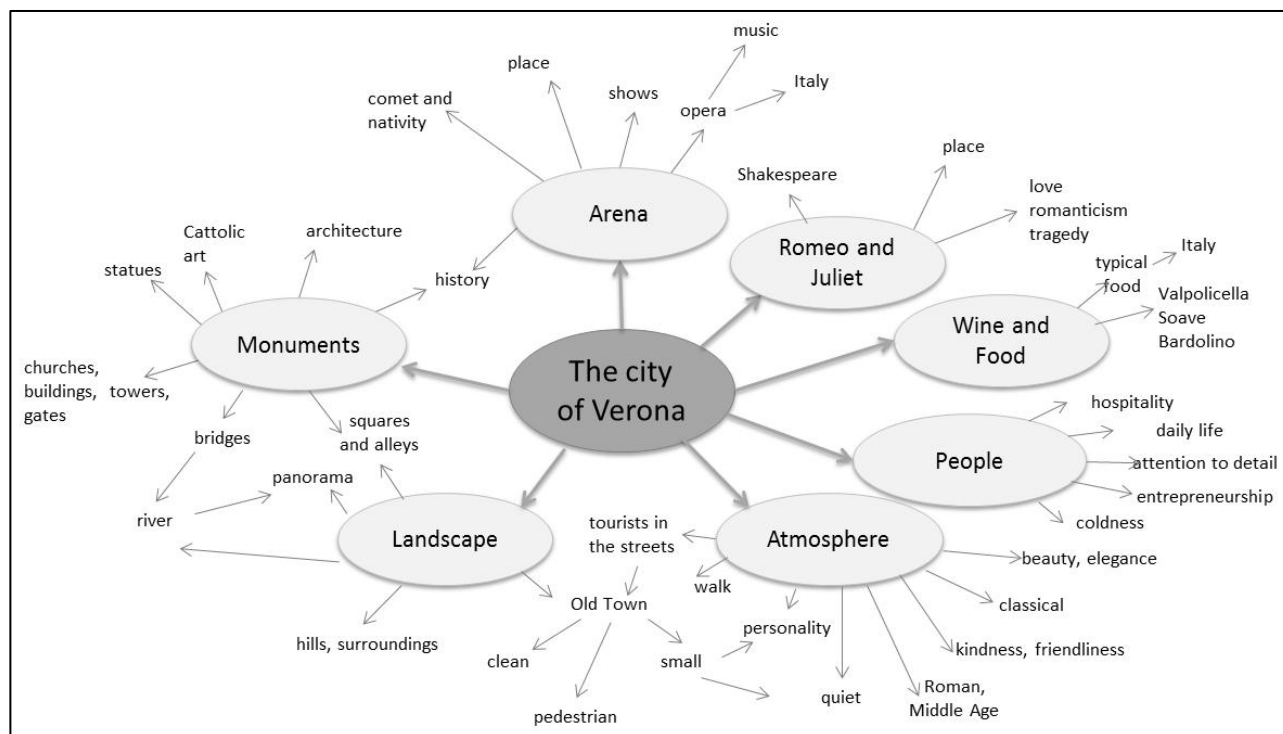 music
place
Italy
shows
comet and
nativity
opera
place
Shakespeare
love
romanticism
tragedy
Arena
Cattolic
art
architecture
Romeo and
Juliet
Italy
statues
history
typical
food
Valpolicella
Soave
Bardolino
Monuments
Wine and
Food
churches,
buildings, towers,
gates
The city
of Verona
squares
and alleys
hospitality
bridges
daily life
People
attention to detail
panorama
entrepreneurship
river
tourists in
the streets
coldness
Landscape
Atmosphere
beauty, elegance
walk
Old Town
classical
hills, surroundings
personality
kindness, friendliness
clean
small
quiet
Roman,
Middle Age
pedestrian